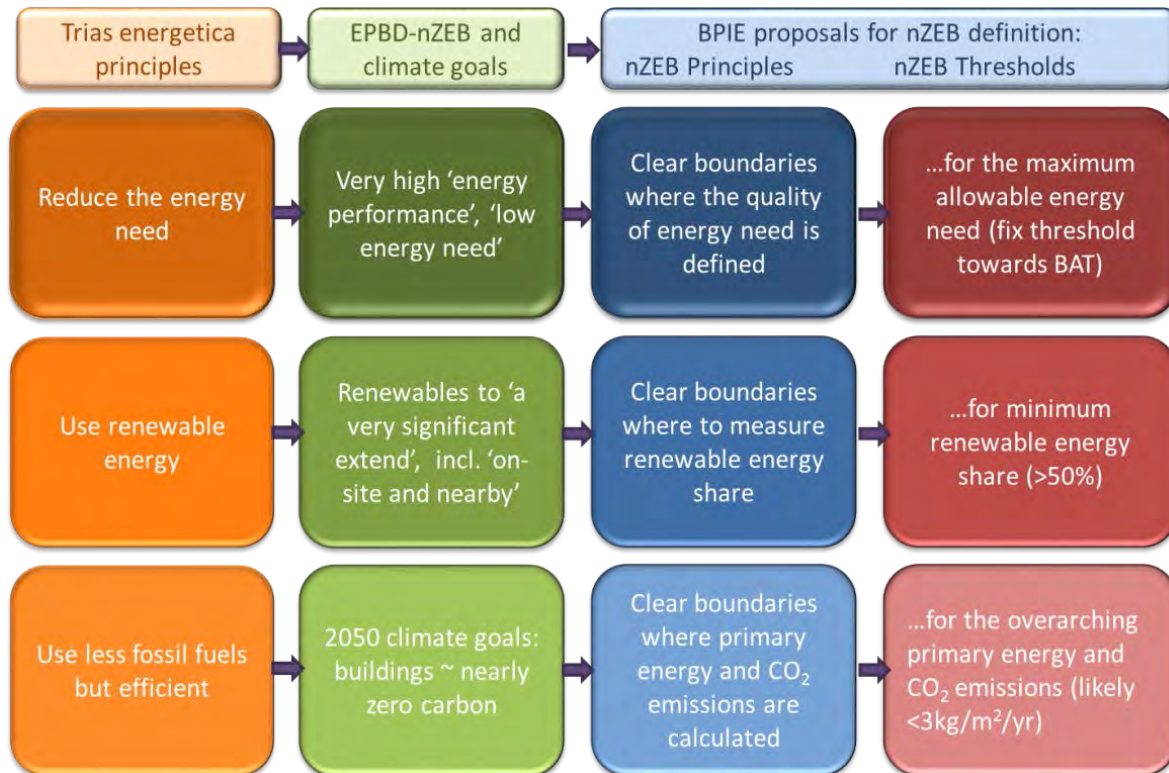 Trias energetica
principles
EPBD-nZEB and
climate goals
BPIE proposals for nZEB definition:
nZEB Principles nZEB Thresholds
Reduce the energy
need
Very high ‘energy
performance’, ‘low
energy need’
Clear boundaries
where the quality
of energy need is
defined
...for the maximum
allowable energy
need (fix threshold
towards BAT)
Use renewable
energy
Renewables to ‘a
very significant
extend’, incl. ‘on-
site and nearby’
Clear boundaries
where to measure
renewable energy
share
...for minimum
renewable energy
share (>50%)
Use less fossil fuels
but efficient
2050 climate goals:
buildings ~ nearly
zero carbon
Clear boundaries
where primary
energy and CO₂
emissions are
calculated
...for the overarching
primary energy and
CO₂ emissions (likely
<3kg/m²/yr)